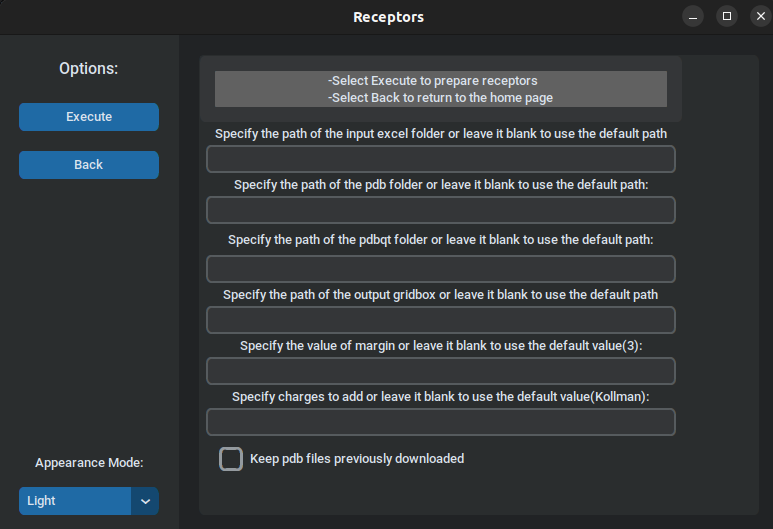 Receptors
Options:
Execute
Back
-Select Execute to prepare receptors
-Select Back to return to the home page
Specify the path of the input excel folder or leave it blank to use the default path
Specify the path of the pdb folder or leave it blank to use the default path:
Specify the path of the pdbqt folder or leave it blank to use the default path:
Specify the path of the output gridbox or leave it blank to use the default path
Specify the value of margin or leave it blank to use the default value(3):
Specify charges to add or leave it blank to use the default value(Kollman):
Keep pdb files previously downloaded
Appearance Mode:
Light